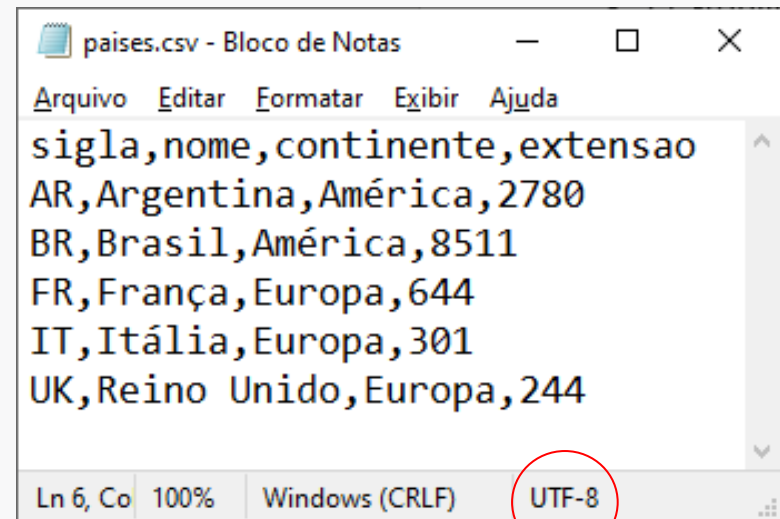 paises.csv - Bloco de Notas
Arquivo Editar Formatar Exibir Ajuda
sigla,nome,continente,extensao
AR,Argentina,América,2780
BR,Brasil,América,8511
FR,França,Europa,644
IT,Itália,Europa,301
UK,Reino Unido,Europa,244
Ln 6, Co 100% Windows (CRLF) UTF-8